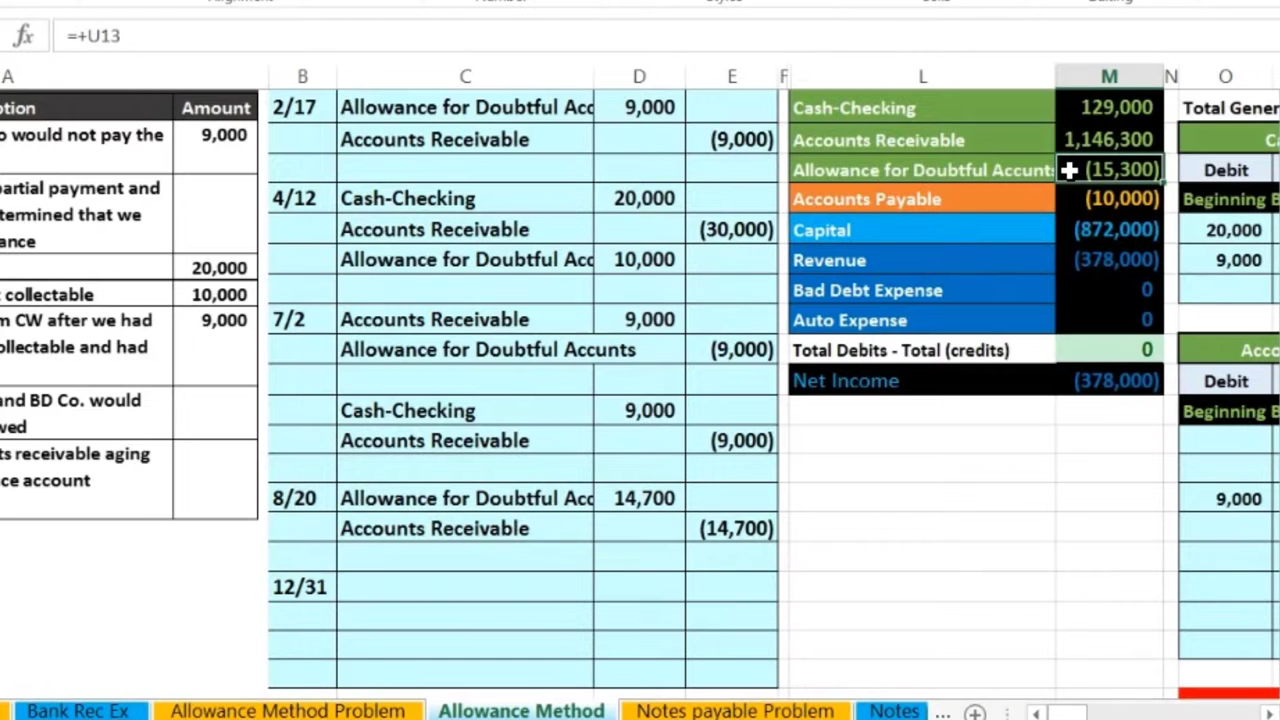 fx =+U13
A B C D E F L M N O
otion Amount 2/17 Allowance for Doubtful Acc 9,000 Cash-Checking 129,000 Total Gener
o would not pay the 9,000 Accounts Receivable (9,000) Accounts Receivable 1,146,300 Ca
Allowance for Doubtful Accunts (15,300) Debit
partial payment and 4/12 Cash-Checking 20,000 Accounts Payable (10,000) Beginning B
termined that we Accounts Receivable (30,000) Capital (872,000) 20,000
ance Allowance for Doubtful Acc 10,000 Revenue (378,000) 9,000
20,000
collectable 10,000 Bad Debt Expense 0
m CW after we had 9,000 7/2 Accounts Receivable 9,000 Auto Expense 0
ollectable and had Allowance for Doubtful Accunts (9,000) Total Debits - Total (credits) 0 Acco
Net Income (378,000) Debit
and BD Co. would Cash-Checking 9,000 Beginning B
wed Accounts Receivable (9,000)
ts receivable aging
ce account 8/20 Allowance for Doubtful Acc 14,700 9,000
Accounts Receivable (14,700)
12/31
Bank Rec Ex Allowance Method Problem Allowance Method Notes payable Problem Notes ...